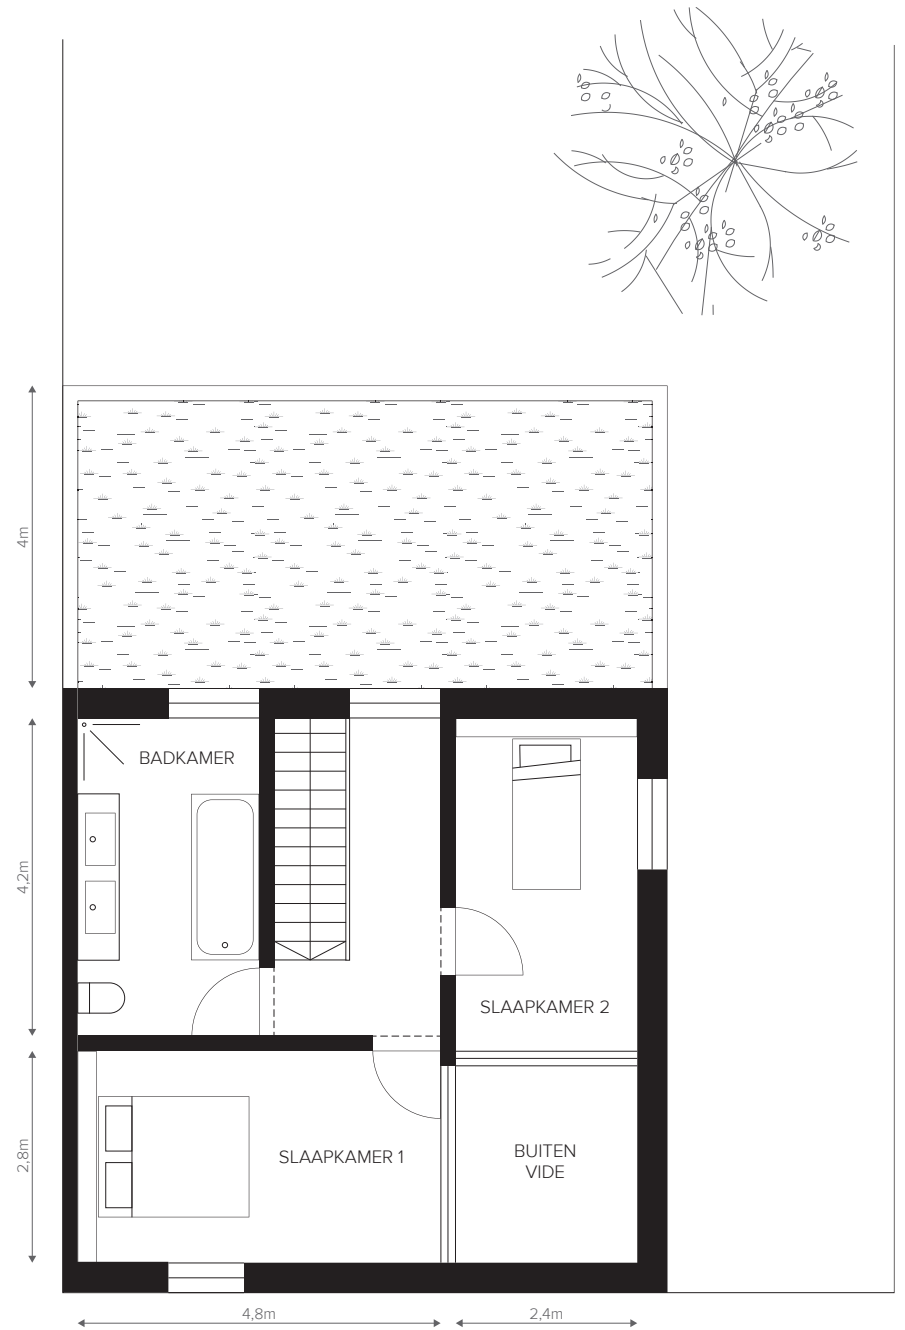 4m
BADKAMER
4,2m
SLAAPKAMER 2
2,8m
SLAAPKAMER 1
BUITEN
VIDE
4,8m
2,4m